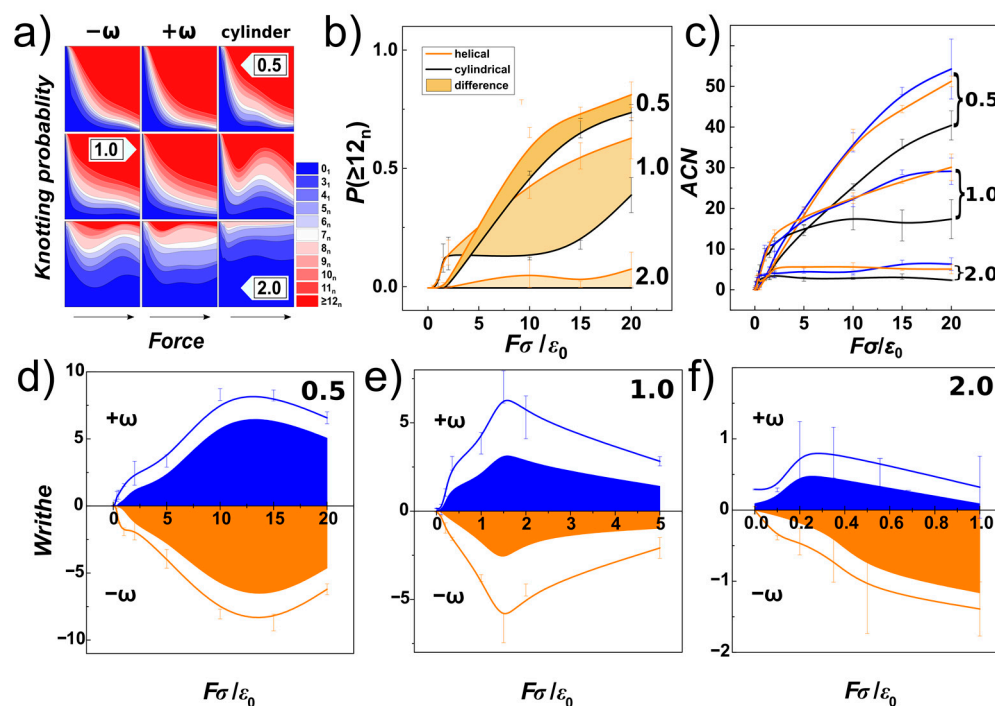 a)
−ω
+ω
cylinder
0.5
1.0
2.0
Knotting probablity
Force
0₁
3₁
4₁
5ₙ
6ₙ
7ₙ
8ₙ
9ₙ
10ₙ
11ₙ
≥12ₙ
b)
P(≥12ₙ)
1.0
0.5
0.0
helical
cylindrical
difference
0.5
1.0
2.0
0 5 10 15 20
Fσ/ε₀
c)
ACN
50
40
30
20
10
0
0.5
1.0
2.0
0 5 10 15 20
Fσ/ε₀
d)
0.5
Writhe
10
5
0
−5
−10
+ω
−ω
0 5 10 15 20
Fσ/ε₀
e)
1.0
5
0
−5
+ω
−ω
0 1 2 3 4 5
Fσ/ε₀
f)
2.0
2
1
0
−1
−2
+ω
−ω
0.0 0.2 0.4 0.6 0.8 1.0
Fσ/ε₀